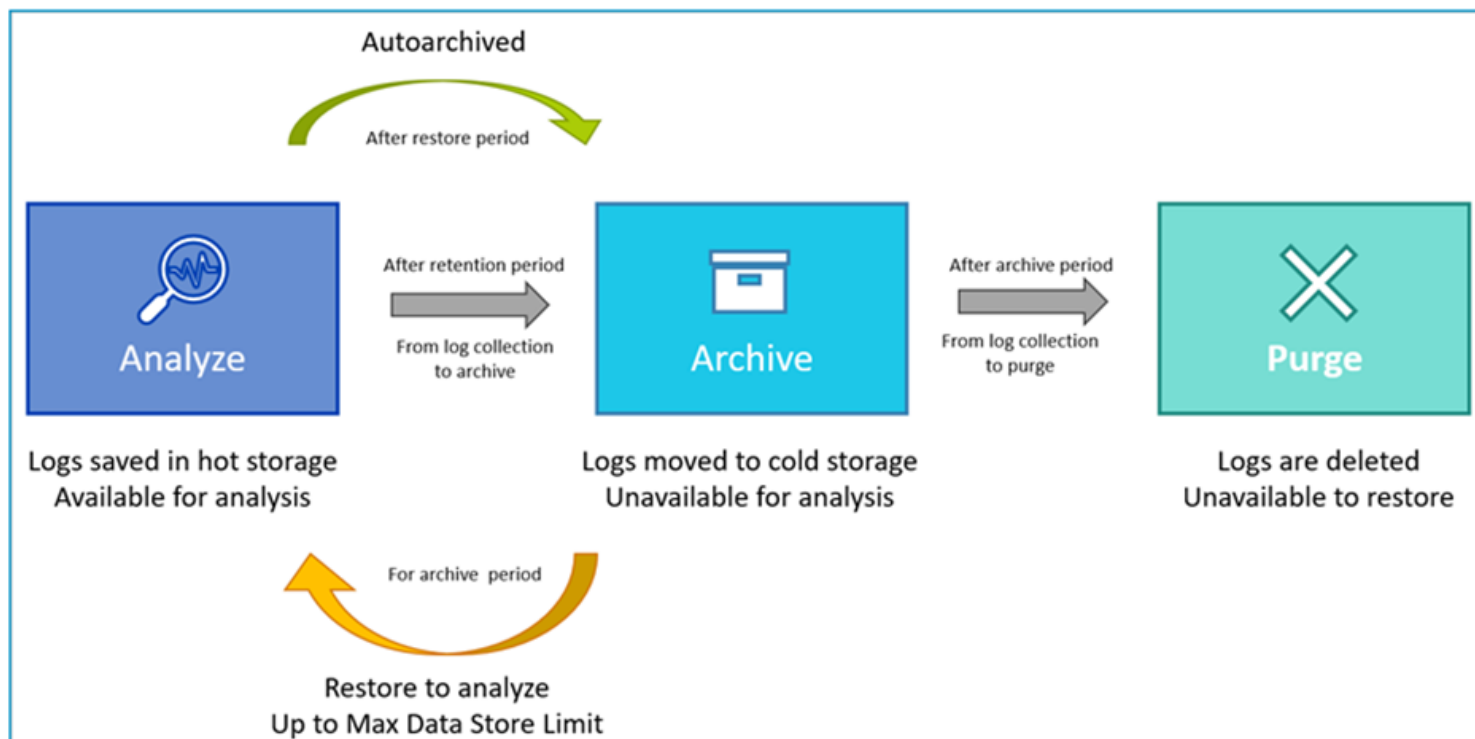 Autoarchived
After restore period
Analyze
After retention period
From log collection
to archive
Archive
After archive period
From log collection
to purge
Purge
Logs saved in hot storage
Available for analysis
Logs moved to cold storage
Unavailable for analysis
Logs are deleted
Unavailable to restore
For archive period
Restore to analyze
Up to Max Data Store Limit